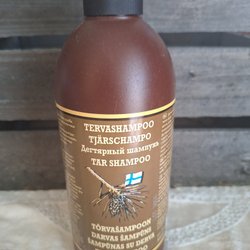 TERVASHAMPOO
TJÄRSCHAMPO
Дегтярный шампунь
TAR SHAMPOO
TÕRVAŠAMPOON
DARVAS ŠAMPŪNS
ŠAMPŪNAS SU DERVA